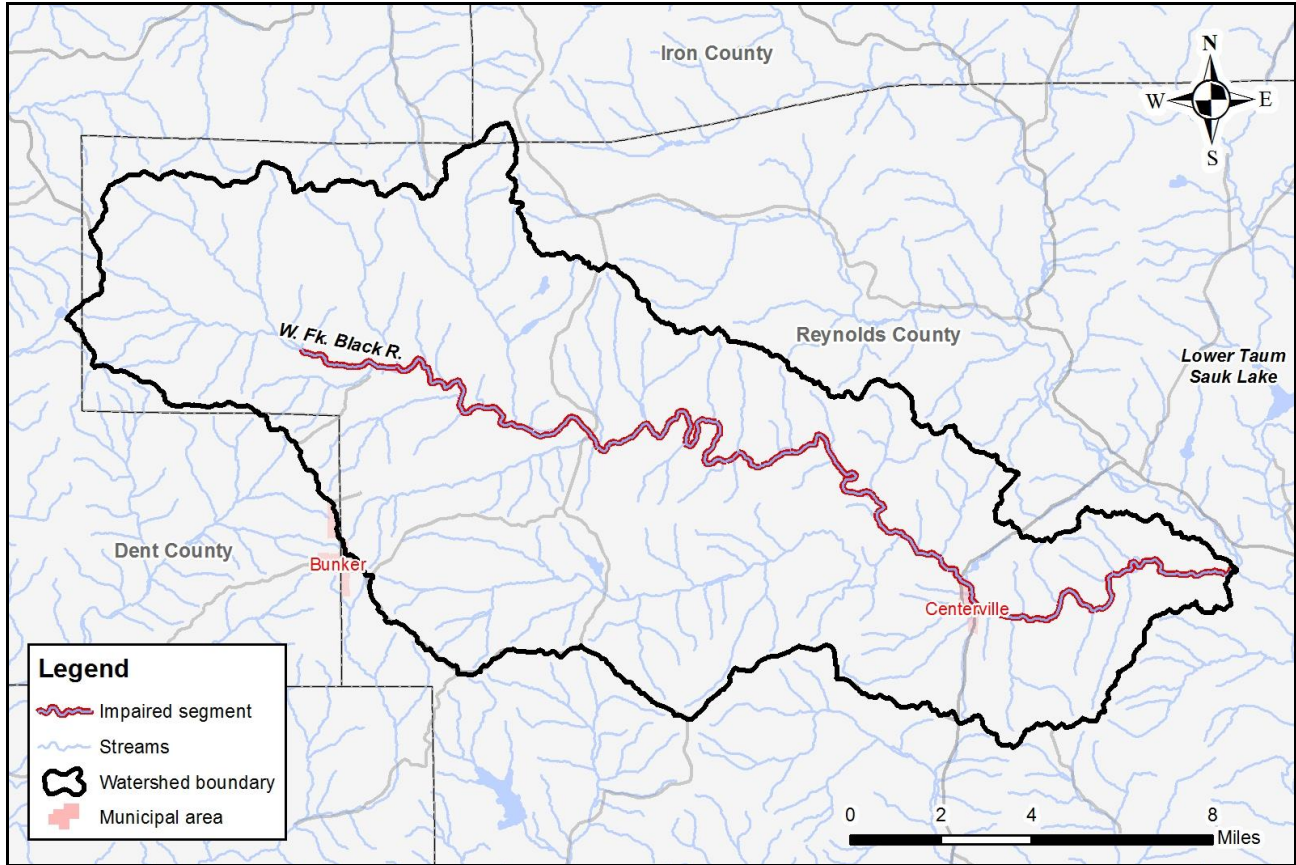 Iron County
N
W
E
S
W. Fk. Black R.
Reynolds County
Lower Taum
Sauk Lake
Dent County
Bunker
Centerville
Legend
Impaired segment
Streams
Watershed boundary
Municipal area
0 2 4 8
Miles